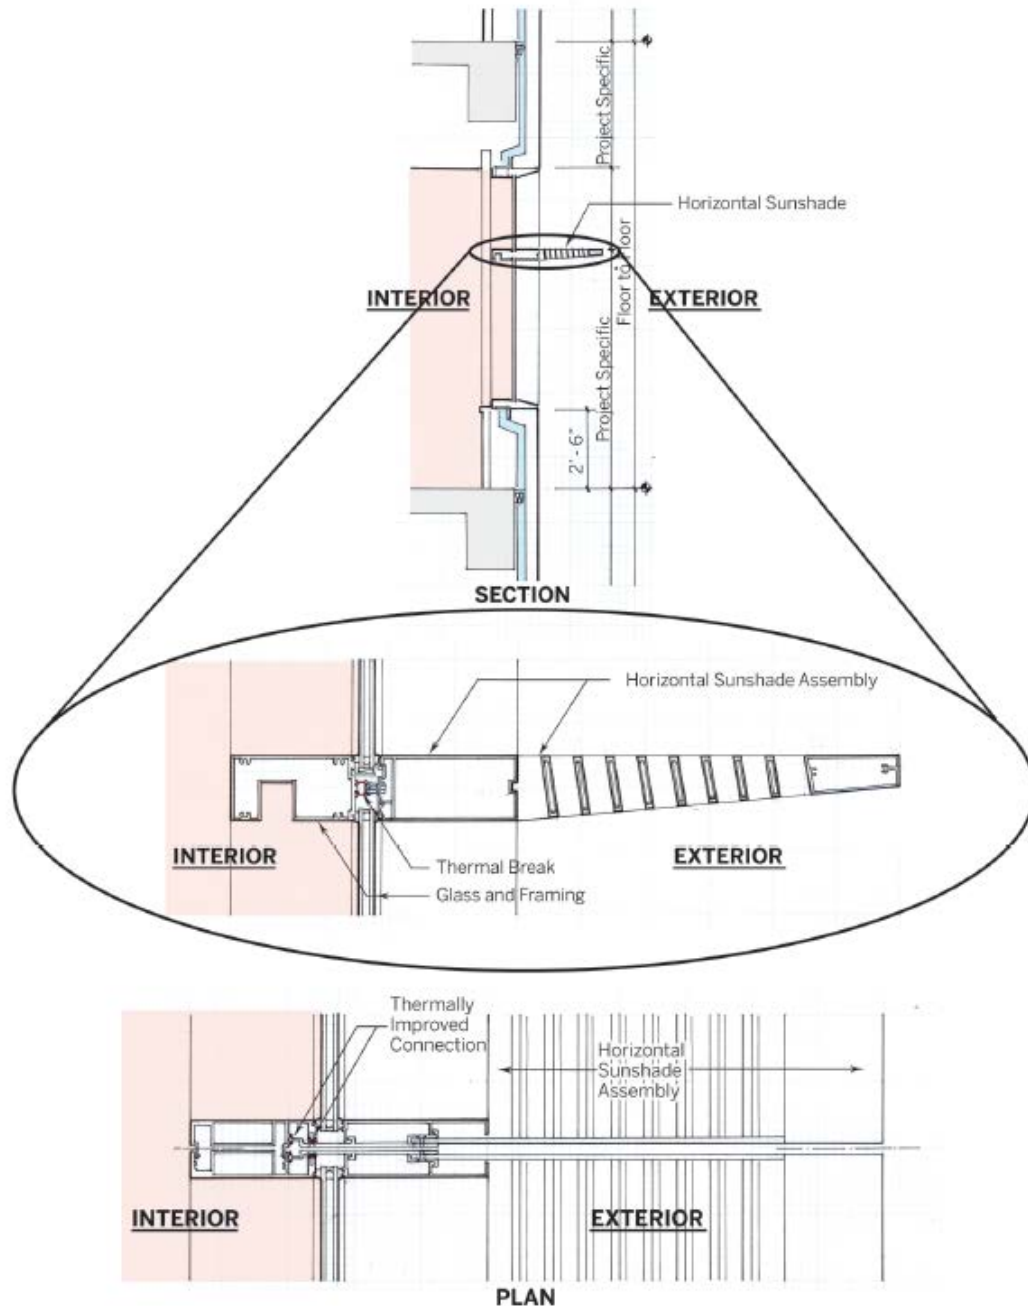 Project Specific
Horizontal Sunshade
Floor to Floor
INTERIOR
EXTERIOR
Project Specific
2' - 6"
SECTION
Horizontal Sunshade Assembly
INTERIOR
EXTERIOR
Thermal Break
Glass and Framing
Thermally
Improved
Connection
Horizontal
Sunshade
Assembly
INTERIOR
EXTERIOR
PLAN